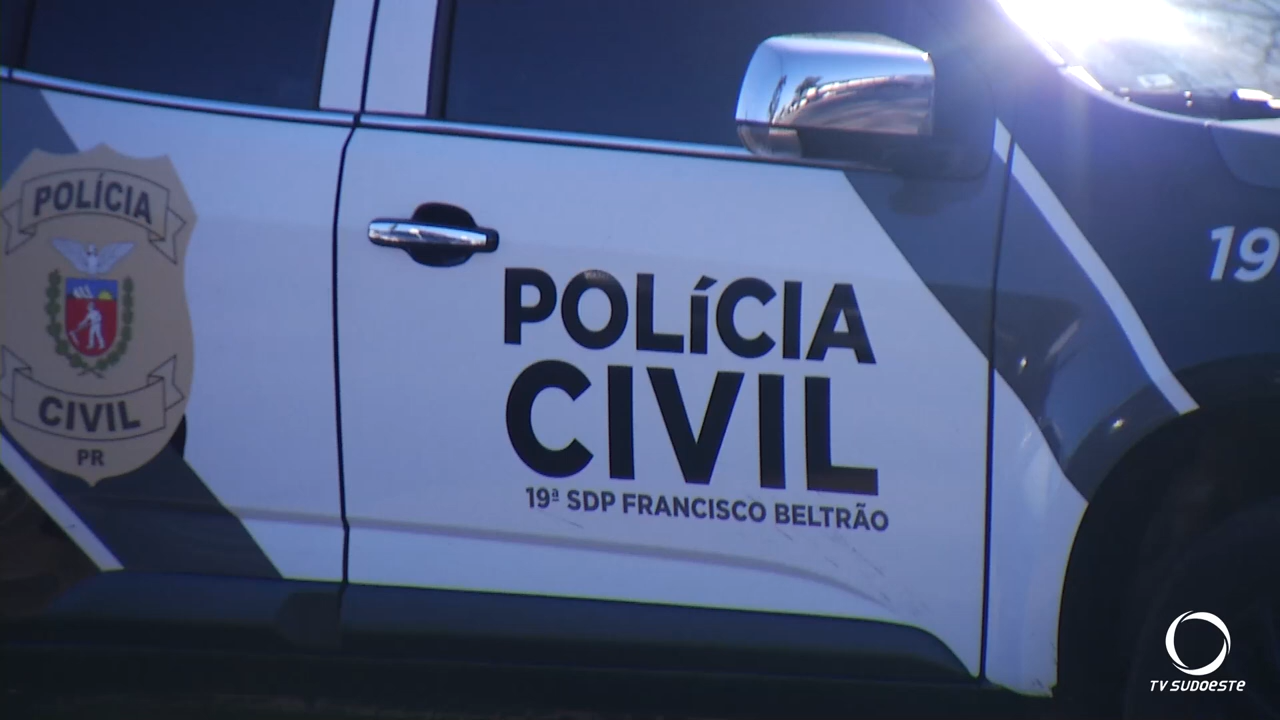 POLÍCIA
CIVIL
PR
POLÍCIA
CIVIL
19ª SDP FRANCISCO BELTRÃO
19
TV SUDOESTE